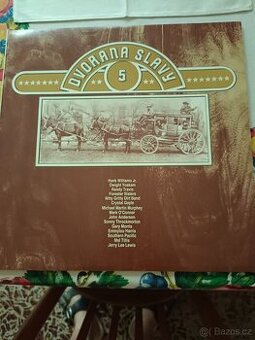 DVORANA SLÁVY
5
Hank Williams Jr.
Dwight Yoakam
Randy Travis
Forester Sisters
Nitty Gritty Dirt Band
Crystal Gayle
Michael Martin Murphey
Mark O'Connor
John Anderson
Sonny Throckmorton
Gary Morris
Emmylou Harris
Southern Pacific
Mel Tillis
Jerry Lee Lewis
Bazos.cz